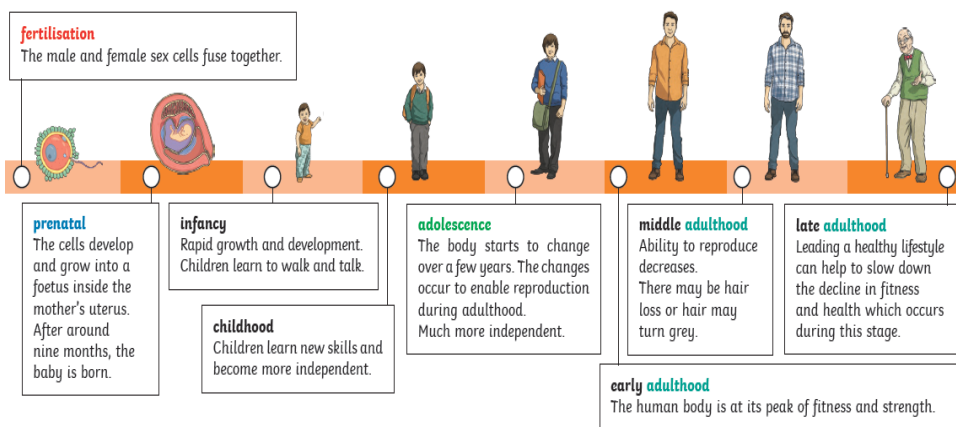 fertilisation
The male and female sex cells fuse together.
prenatal
The cells develop
and grow into a
foetus inside the
mother's uterus.
After around
nine months, the
baby is born.
infancy
Rapid growth and development.
Children learn to walk and talk.
childhood
Children learn new skills and
become more independent.
adolescence
The body starts to change
over a few years. The changes
occur to enable reproduction
during adulthood.
Much more independent.
early adulthood
The human body is at its peak of fitness and strength.
middle adulthood
Ability to reproduce
decreases.
There may be hair
loss or hair may
turn grey.
late adulthood
Leading a healthy lifestyle
can help to slow down
the decline in fitness
and health which occurs
during this stage.